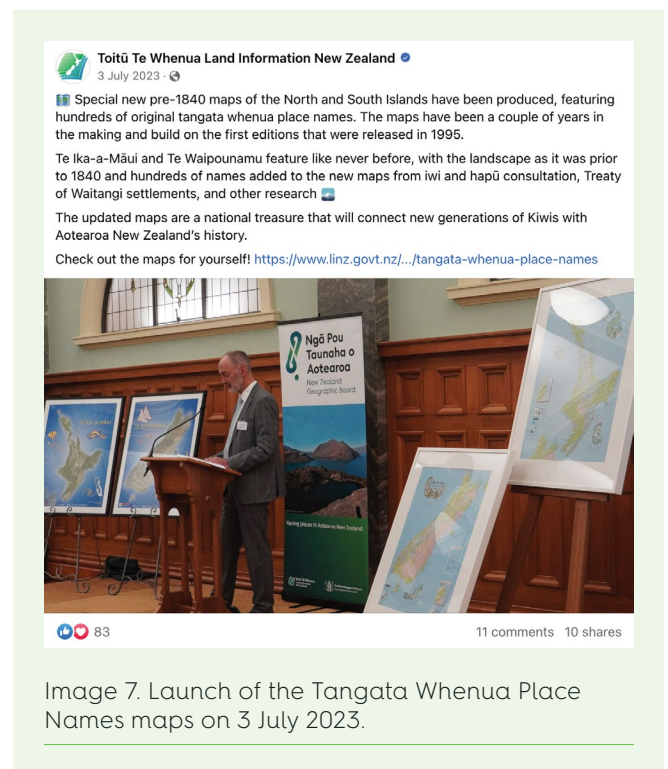 Toitū Te Whenua Land Information New Zealand
3 July 2023 ·
Special new pre-1840 maps of the North and South Islands have been produced, featuring
hundreds of original tangata whenua place names. The maps have been a couple of years in
the making and build on the first editions that were released in 1995.
Te Ika-a-Māui and Te Waipounamu feature like never before, with the landscape as it was prior
to 1840 and hundreds of names added to the new maps from iwi and hapū consultation, Treaty
of Waitangi settlements, and other research
The updated maps are a national treasure that will connect new generations of Kiwis with
Aotearoa New Zealand's history.
Check out the maps for yourself! https://www.linz.govt.nz/.../tangata-whenua-place-names
Ngā Pou
Taunaha o
Aotearoa
New Zealand
Geographic Board
Naming places in Aotearoa New Zealand
83
11 comments 10 shares
Image 7. Launch of the Tangata Whenua Place
Names maps on 3 July 2023.